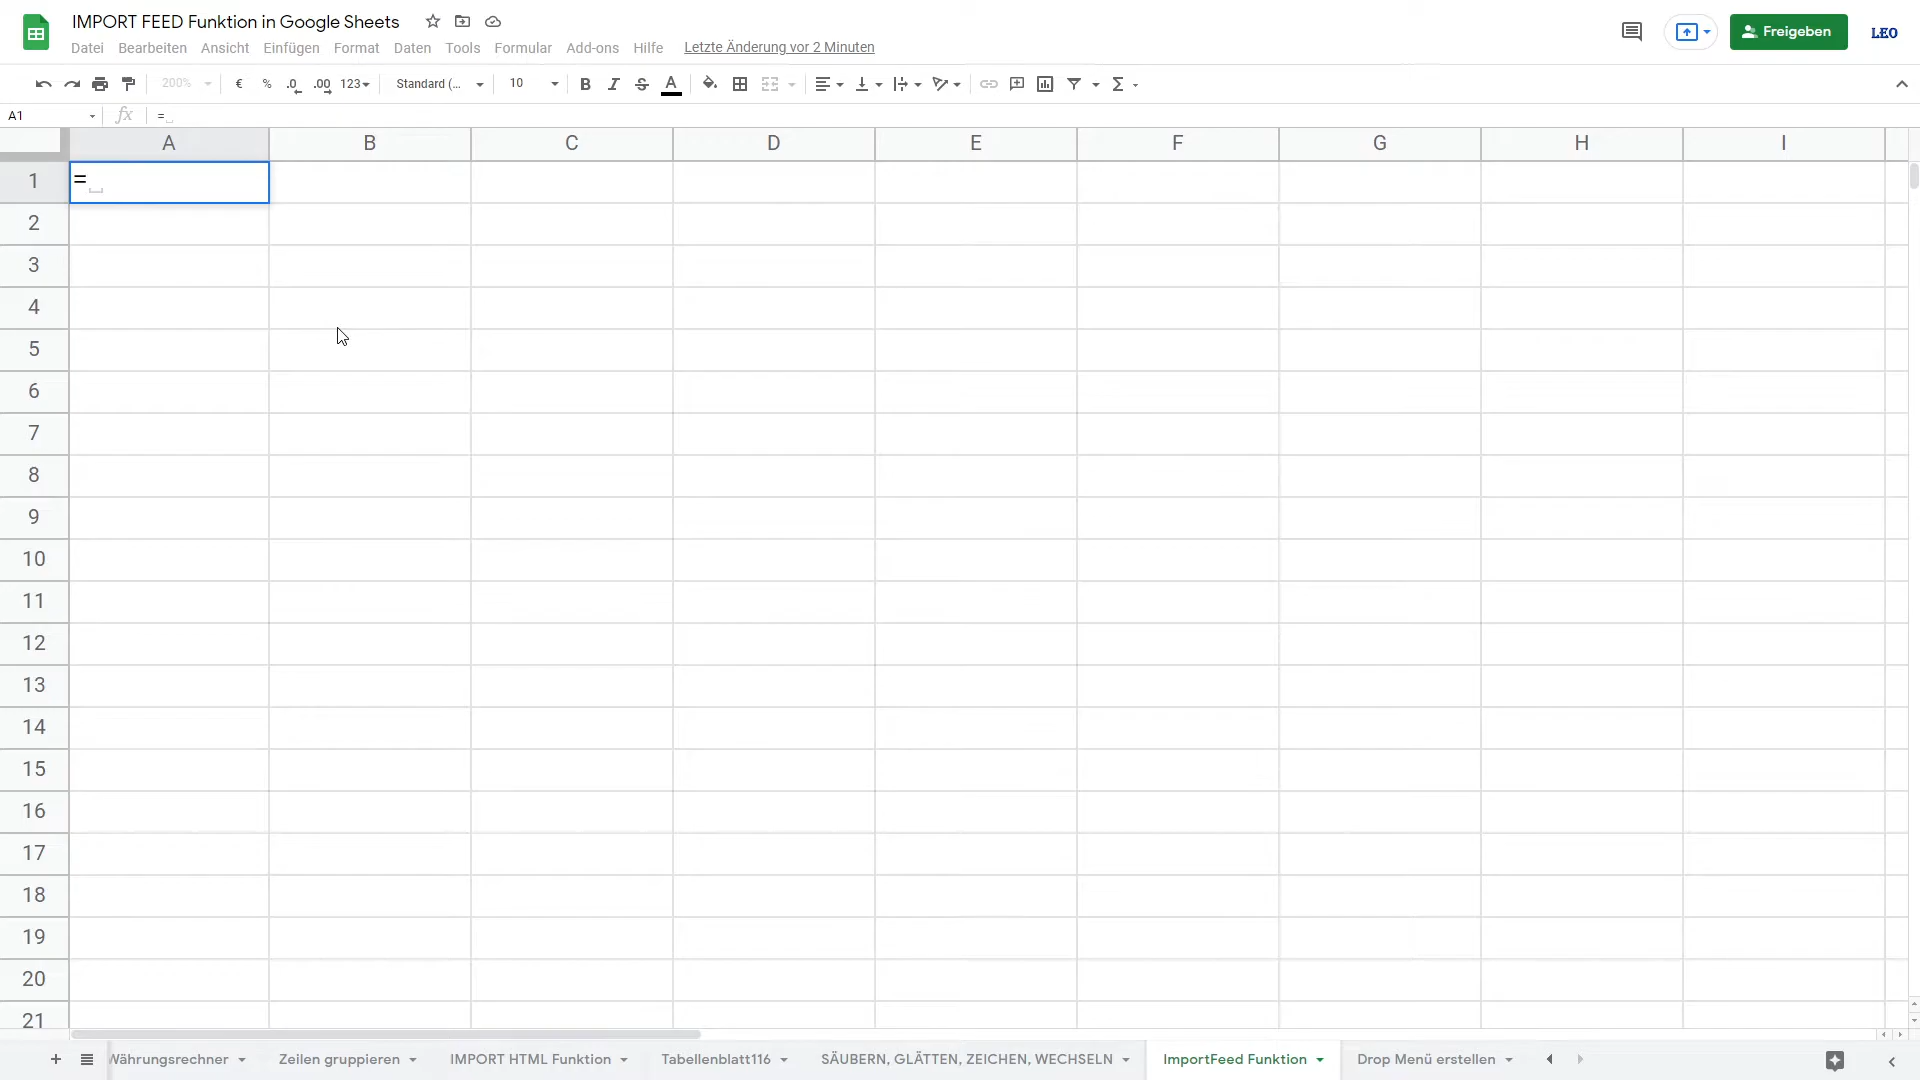 IMPORT FEED Funktion in Google Sheets
Datei Bearbeiten Ansicht Einfügen Format Daten Tools Formular Add-ons Hilfe Letzte Änderung vor 2 Minuten
Freigeben
LEO
200% € % .0 .00 123 Standard (... 10 B I S A Σ
A1 fx =
A B C D E F G H I
1 =
2
3
4
5
6
7
8
9
10
11
12
13
14
15
16
17
18
19
20
21
Währungsrechner Zeilen gruppieren IMPORT HTML Funktion Tabellenblatt116 SÄUBERN, GLÄTTEN, ZEICHEN, WECHSELN ImportFeed Funktion Drop Menü erstellen